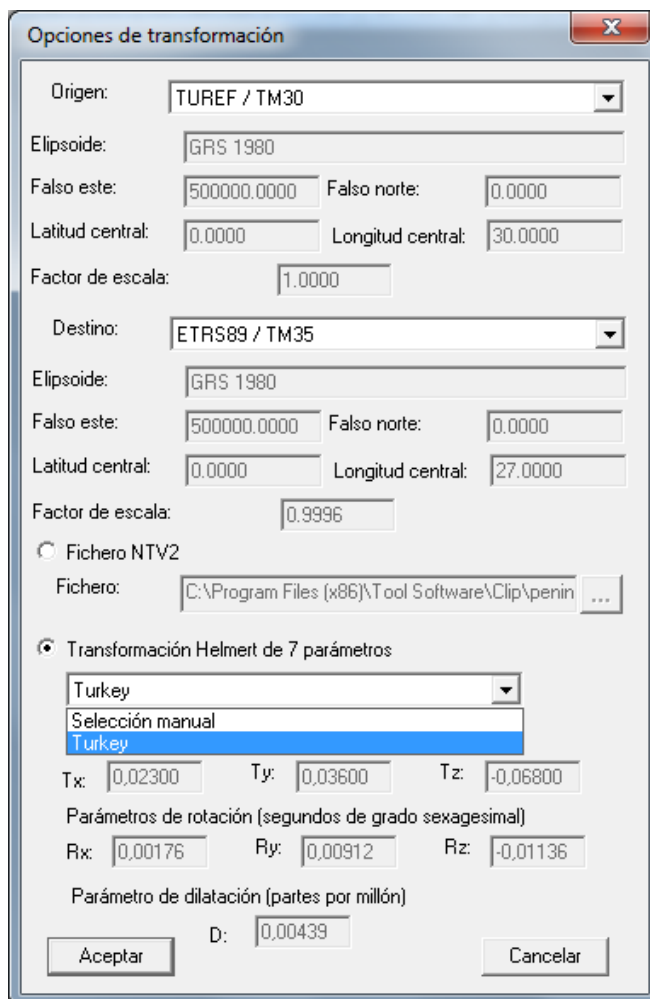 Opciones de transformación
Origen: TUREF / TM30
Elipsoide: GRS 1980
Falso este: 500000.0000 Falso norte: 0.0000
Latitud central: 0.0000 Longitud central: 30.0000
Factor de escala: 1.0000
Destino: ETRS89 / TM35
Elipsoide: GRS 1980
Falso este: 500000.0000 Falso norte: 0.0000
Latitud central: 0.0000 Longitud central: 27.0000
Factor de escala: 0.9996
Fichero NTV2
Fichero: C:\Program Files (x86)\Tool Software\Clip\penin ...
Transformación Helmert de 7 parámetros
Turkey
Selección manual
Turkey
Tx: 0,02300 Ty: 0,03600 Tz: -0,06800
Parámetros de rotación (segundos de grado sexagesimal)
Rx: 0,00176 Ry: 0,00912 Rz: -0,01136
Parámetro de dilatación (partes por millón)
D: 0,00439
Aceptar Cancelar